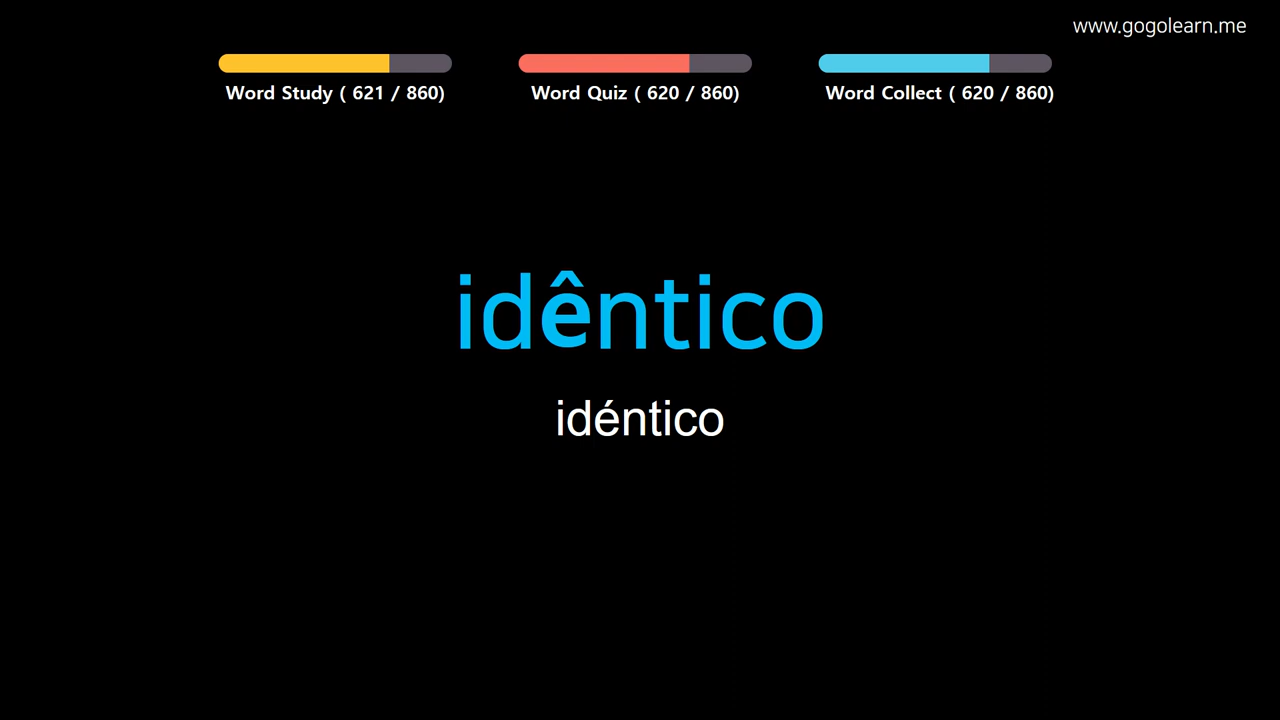 www.gogolearn.me
Word Study ( 621 / 860)
Word Quiz ( 620 / 860)
Word Collect ( 620 / 860)
idêntico
idéntico